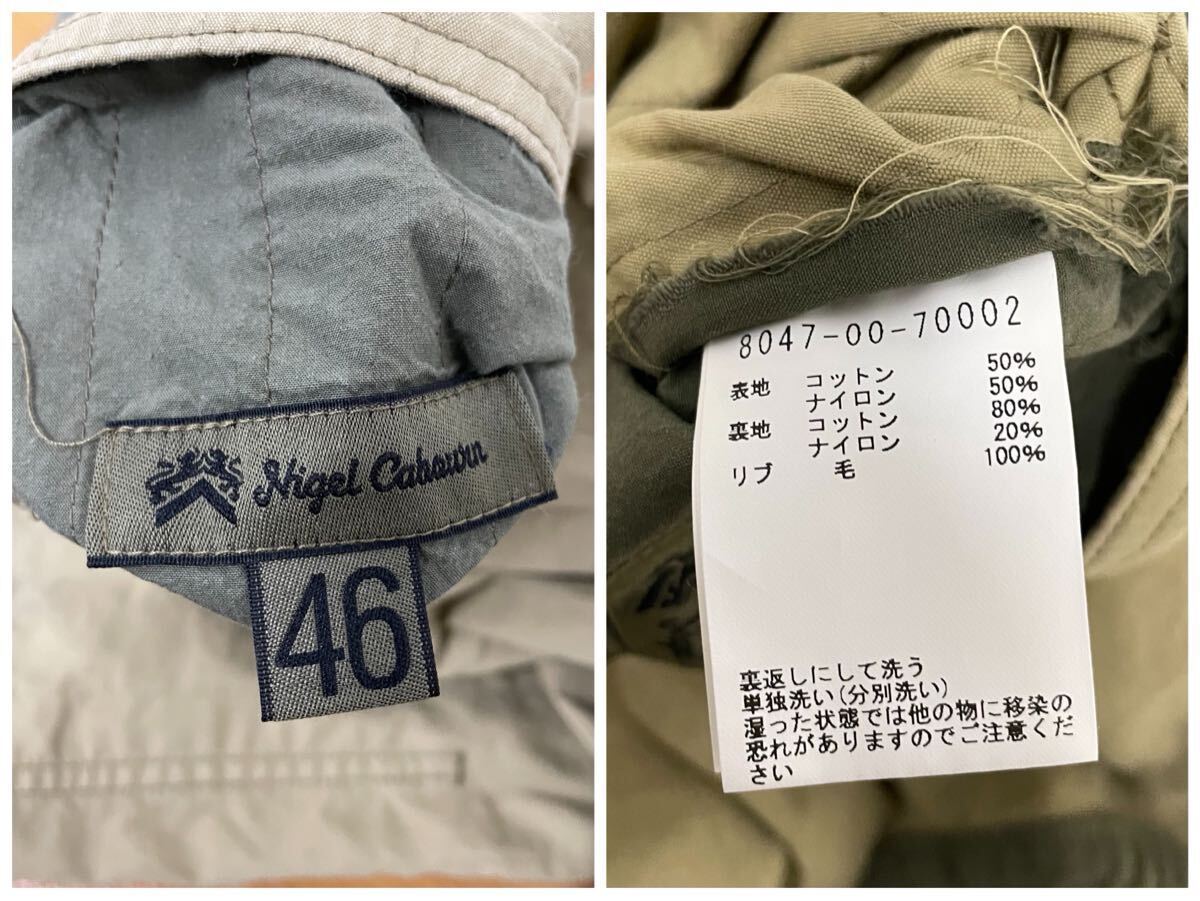 Nigel Cabourn
46
8047-00-70002
表地 コットン 50%
ナイロン 50%
裏地 コットン 80%
ナイロン 20%
リブ 毛 100%
裏返しにして洗う
単独洗い(分別洗い)
湿った状態では他の物に移染の
恐れがありますのでご注意くだ
さい